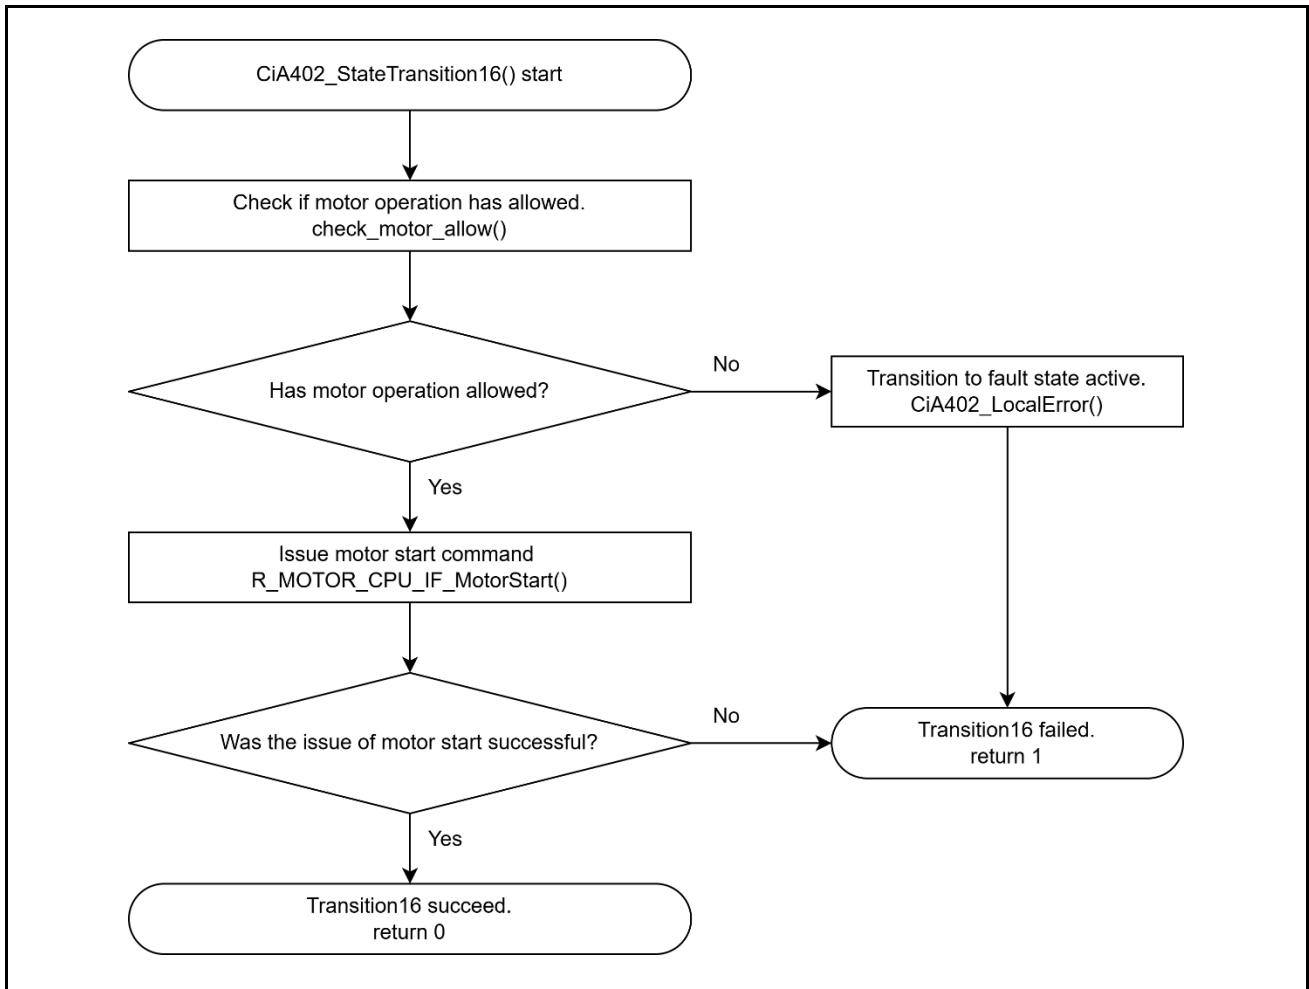 CiA402_StateTransition16() start
Check if motor operation has allowed.
check_motor_allow()
Has motor operation allowed?
No
Transition to fault state active.
CiA402_LocalError()
Yes
Issue motor start command
R_MOTOR_CPU_IF_MotorStart()
Was the issue of motor start successful?
No
Transition16 failed.
return 1
Yes
Transition16 succeed.
return 0